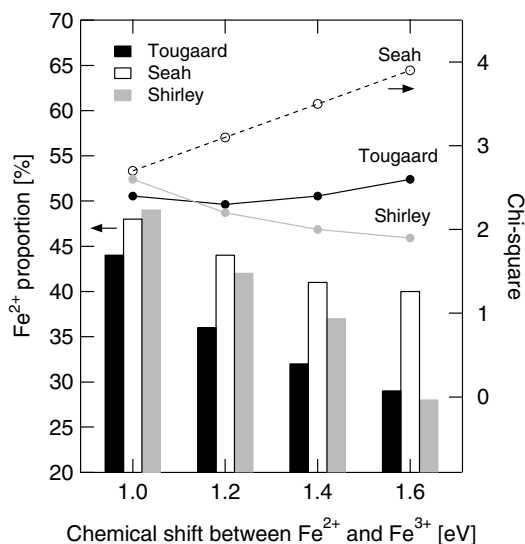 70
65
60
55
50
45
40
35
30
25
20
Fe²⁺ proportion [%]
Tougaard
Seah
Shirley
Seah
Tougaard
Shirley
4
3
2
1
0
Chi-square
1.0 1.2 1.4 1.6
Chemical shift between Fe²⁺ and Fe³⁺ [eV]